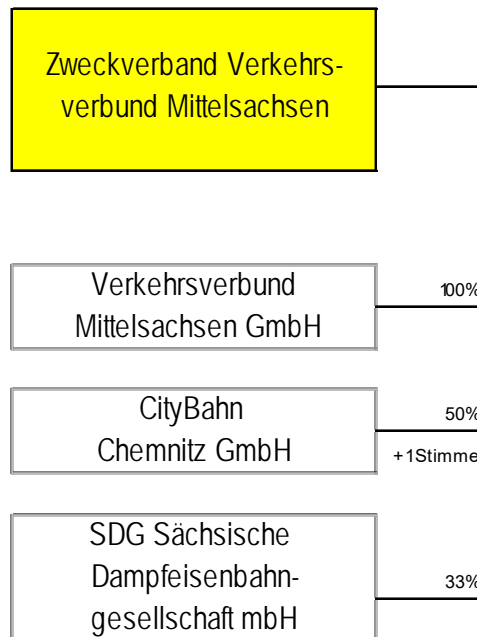 Zweckverband Verkehrs-
verbund Mittelsachsen
Verkehrsverbund
Mittelsachsen GmbH
100%
CityBahn
Chemnitz GmbH
50%
+1Stimme
SDG Sächsische
Dampfeisenbahn-
gesellschaft mbH
33%